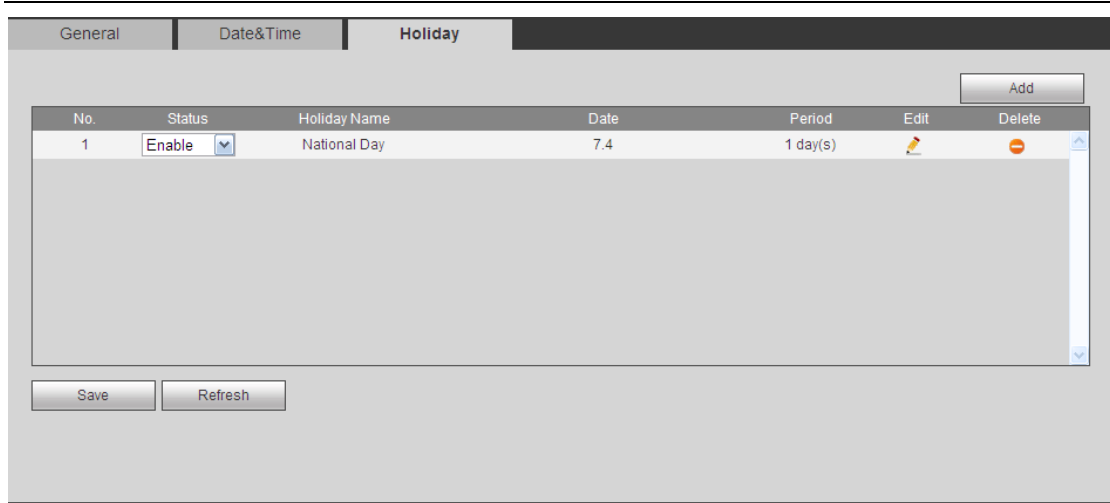 General Date&Time Holiday
Add
No. Status Holiday Name Date Period Edit Delete
1 Enable National Day 7.4 1 day(s)
Save Refresh